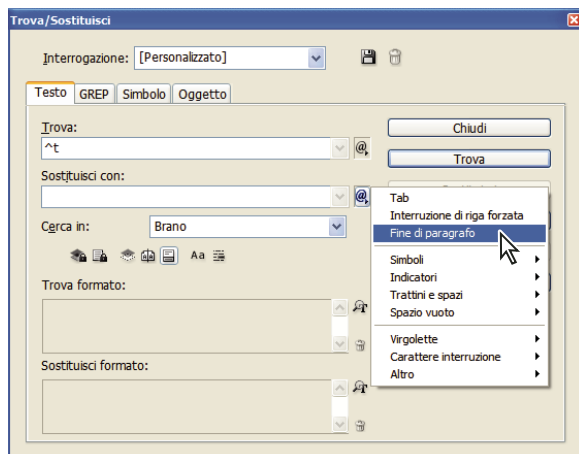 Trova/Sostituisci
Interrogazione: [Personalizzato]
Testo GREP Simbolo Oggetto
Trova:
^t
Chiudi
Trova
Sostituisci con:
Cerca in: Brano
Aa
Trova formato:
Sostituisci formato:
Tab
Interruzione di riga forzata
Fine di paragrafo
Simboli
Indicatori
Trattini e spazi
Spazio vuoto
Virgolette
Carattere interruzione
Altro